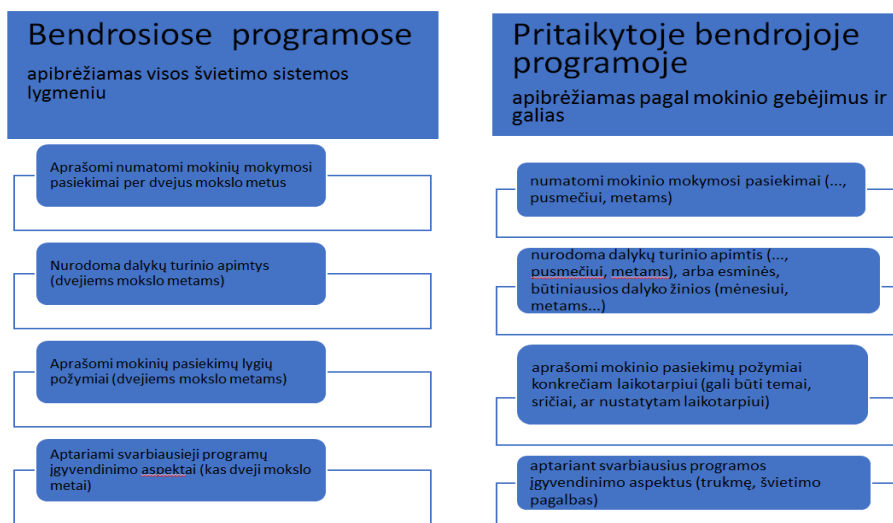 Bendrosiose programose
apibrėžiamas visos švietimo sistemos
lygmeniu
Aprašomi numatomi mokinių mokymosi
pasiekimai per dvejus mokslo metus
Nurodoma dalykų turinio apimtys
(dvejiems mokslo metams)
Aprašomi mokinių pasiekimų lygių
požymiai (dvejiems mokslo metams)
Aptariami svarbiausieji programų
įgyvendinimo aspektai (kas dveji mokslo
metai)
Pritaikytoje bendrojoje
programoje
apibrėžiamas pagal mokinio gebėjimus ir
galias
numatomi mokinio mokymosi pasiekimai (...,
pusmečiui, metams)
nurodoma dalykų turinio apimtis (...,
pusmečiui, metams), arba esminės,
būtiniausios dalyko žinios (mėnesiui,
metams...)
aprašomi mokinio pasiekimų požymiai
konkrečiam laikotarpiui (gali būti temai,
sričiai, ar nustatytam laikotarpiui)
aptariant svarbiausius programos
įgyvendinimo aspektus (trukmę, švietimo
pagalbas)